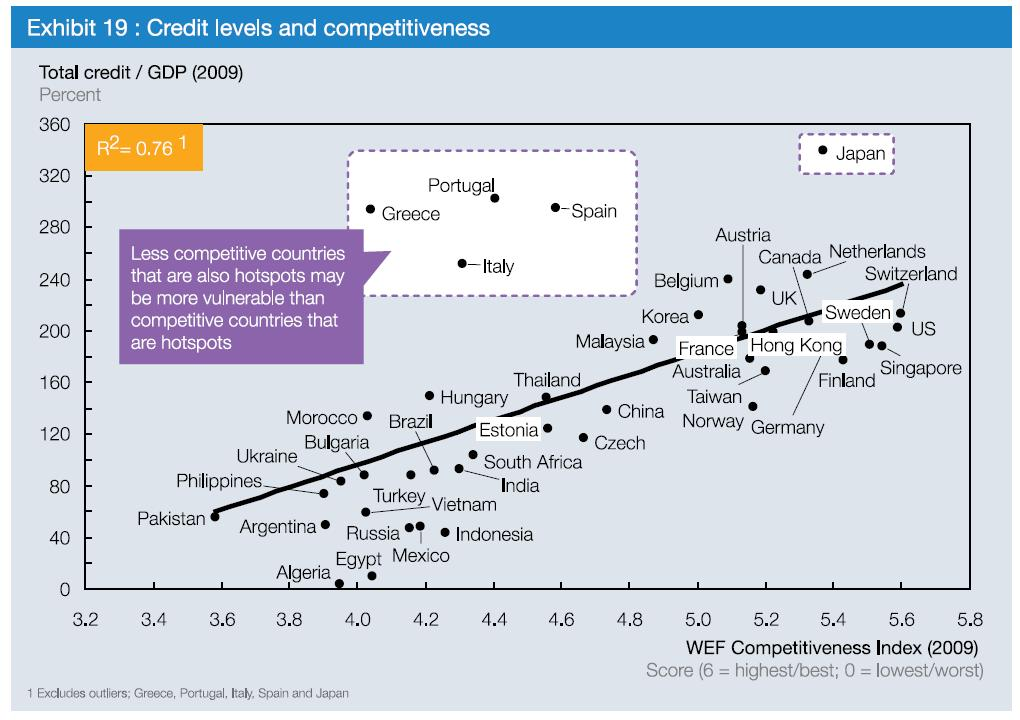 Exhibit 19 : Credit levels and competitiveness
Total credit / GDP (2009)
Percent
360
320
280
240
200
160
120
80
40
0
R2= 0.76 1
Japan
Portugal
Greece
Spain
Italy
Less competitive countries
that are also hotspots may
be more vulnerable than
competitive countries that
are hotspots
Austria
Canada
Netherlands
Switzerland
Belgium
UK
Sweden
Korea
US
Malaysia
France
Hong Kong
Australia
Singapore
Finland
Taiwan
Norway
Germany
Thailand
Hungary
China
Morocco
Brazil
Estonia
Czech
Bulgaria
Ukraine
South Africa
Philippines
India
Turkey
Vietnam
Pakistan
Argentina
Russia
Indonesia
Mexico
Egypt
Algeria
3.2
3.4
3.6
3.8
4.0
4.2
4.4
4.6
4.8
5.0
5.2
5.4
5.6
5.8
WEF Competitiveness Index (2009)
Score (6 = highest/best; 0 = lowest/worst)
1 Excludes outliers; Greece, Portugal, Italy, Spain and Japan